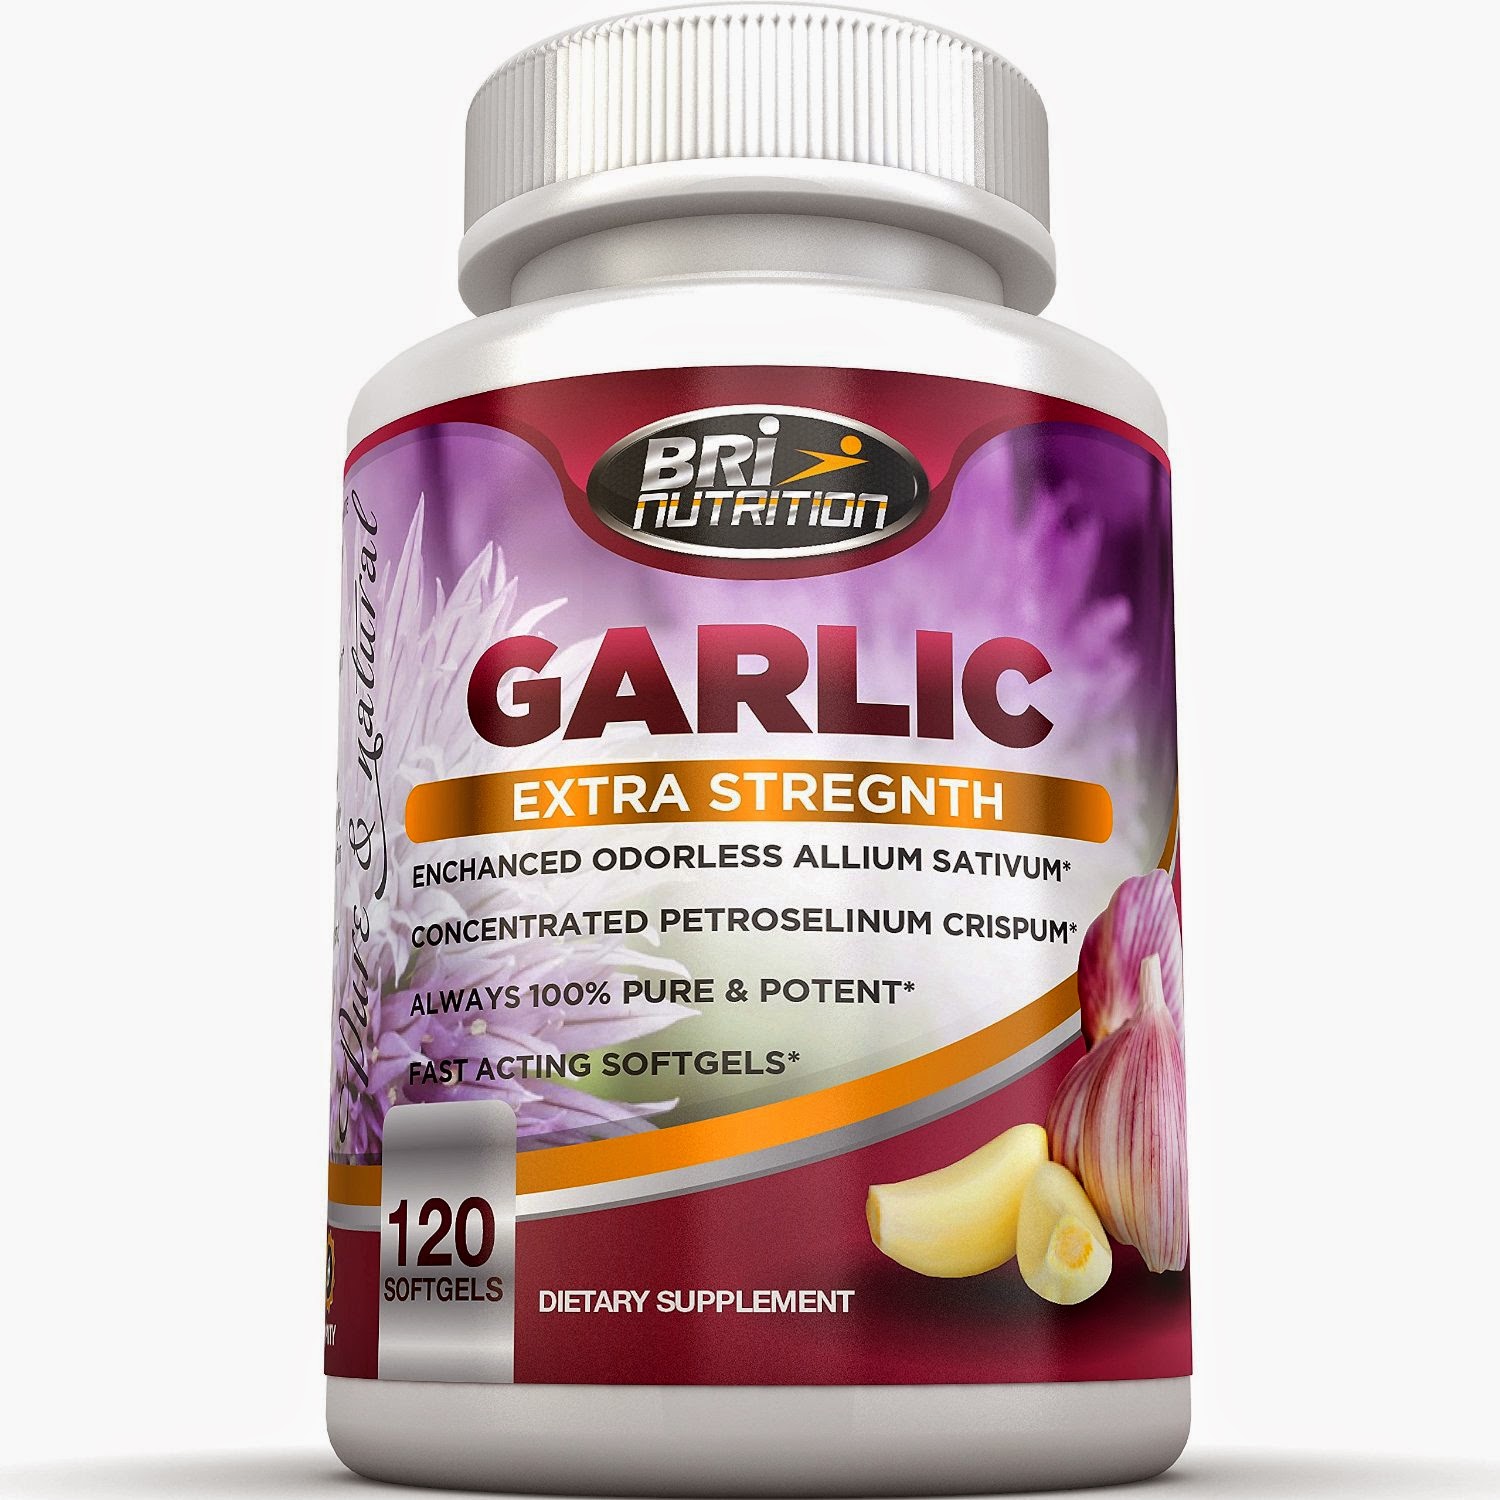 BRi
NUTRITION
GARLIC
EXTRA STREGNTH
ENCHANCED ODORLESS ALLIUM SATIVUM*
CONCENTRATED PETROSELINUM CRISPUM*
ALWAYS 100% PURE & POTENT*
FAST ACTING SOFTGELS*
Pure & Natural
120
SOFTGELS
DIETARY SUPPLEMENT